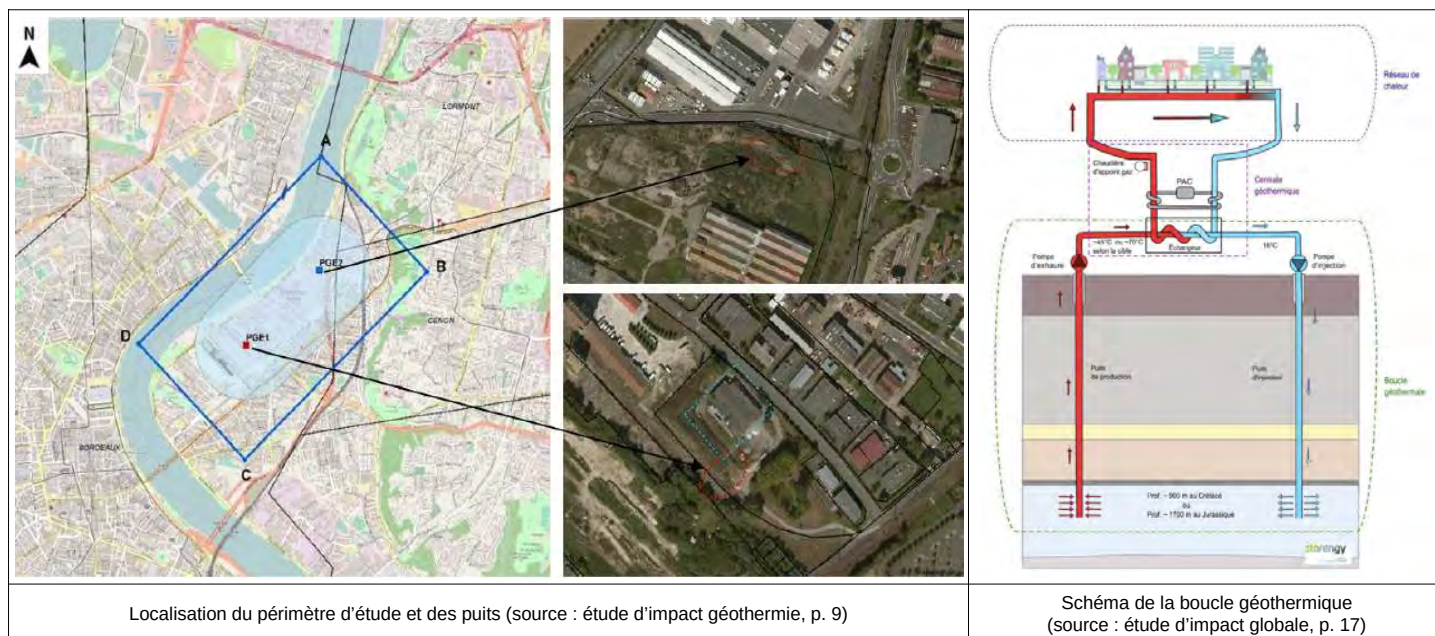 N
LORMONT
A
PGE2
B
CENON
D
PGE1
BORDEAUX
C
Réseau de
chaleur
Chaudière
d'appoint gaz
PAC
Centrale
géothermique
~45°C ou ~70°C
selon la cible
Échangeur
18°C
Pompe
d'exhaure
Pompe
d'injection
Puits
de production
Puits
d'injection
Boucle
géothermale
Prof. ~ 900 m au Crétacé
ou
Prof. ~ 1700 m au Jurassique
storengy
Localisation du périmètre d'étude et des puits (source : étude d'impact géothermie, p. 9)
Schéma de la boucle géothermique
(source : étude d'impact globale, p. 17)